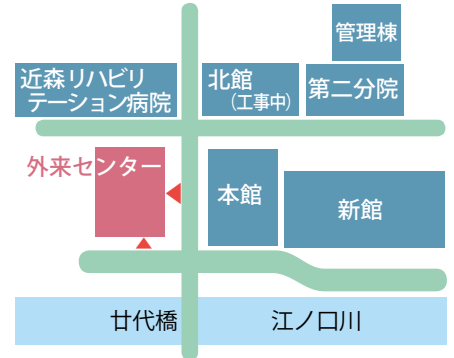 管理棟
近森リハビリ
テーション病院
北館
(工事中)
第二分院
外来センター
本館
新館
廿代橋
江ノ口川